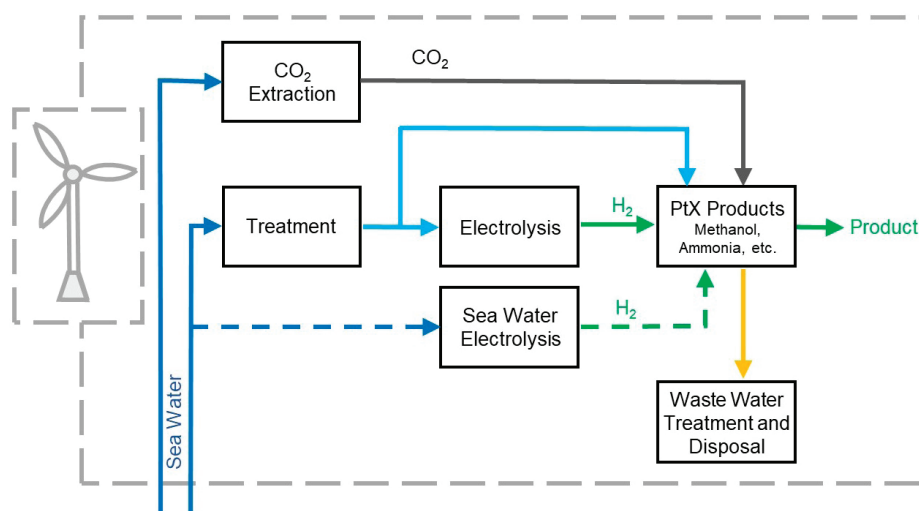 CO₂
Extraction
CO₂
Treatment
Electrolysis
H₂
PtX Products
Methanol,
Ammonia, etc.
Product
Sea Water
Electrolysis
H₂
Sea Water
Waste Water
Treatment and
Disposal